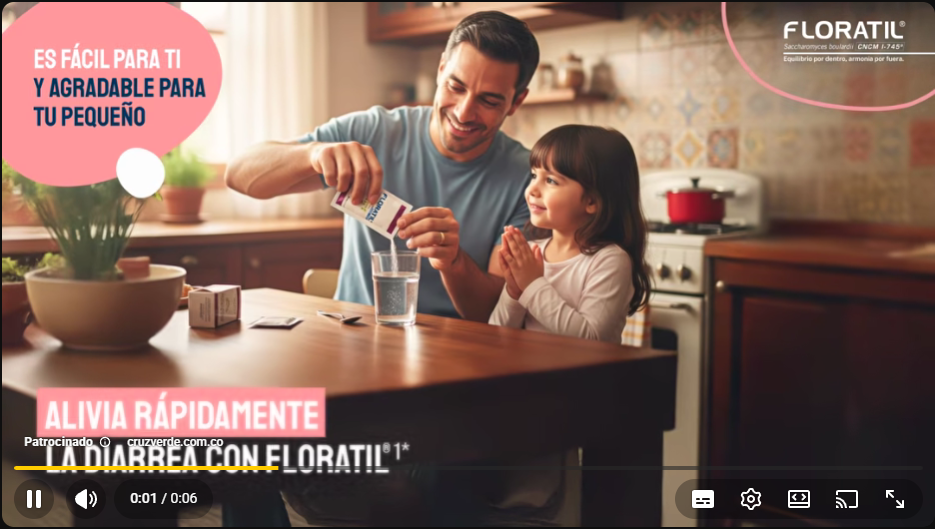 ES FÁCIL PARA TI
Y AGRADABLE PARA
TU PEQUEÑO
FLORATIL®
Saccharomyces boulardii CNCM I-745®
Equilibrio por dentro, armonía por fuera.
FLORATIL
ALIVIA RÁPIDAMENTE
LA DIARREA CON FLORATIL®1*
Patrocinado
cruzverde.com.co
0:01 / 0:06